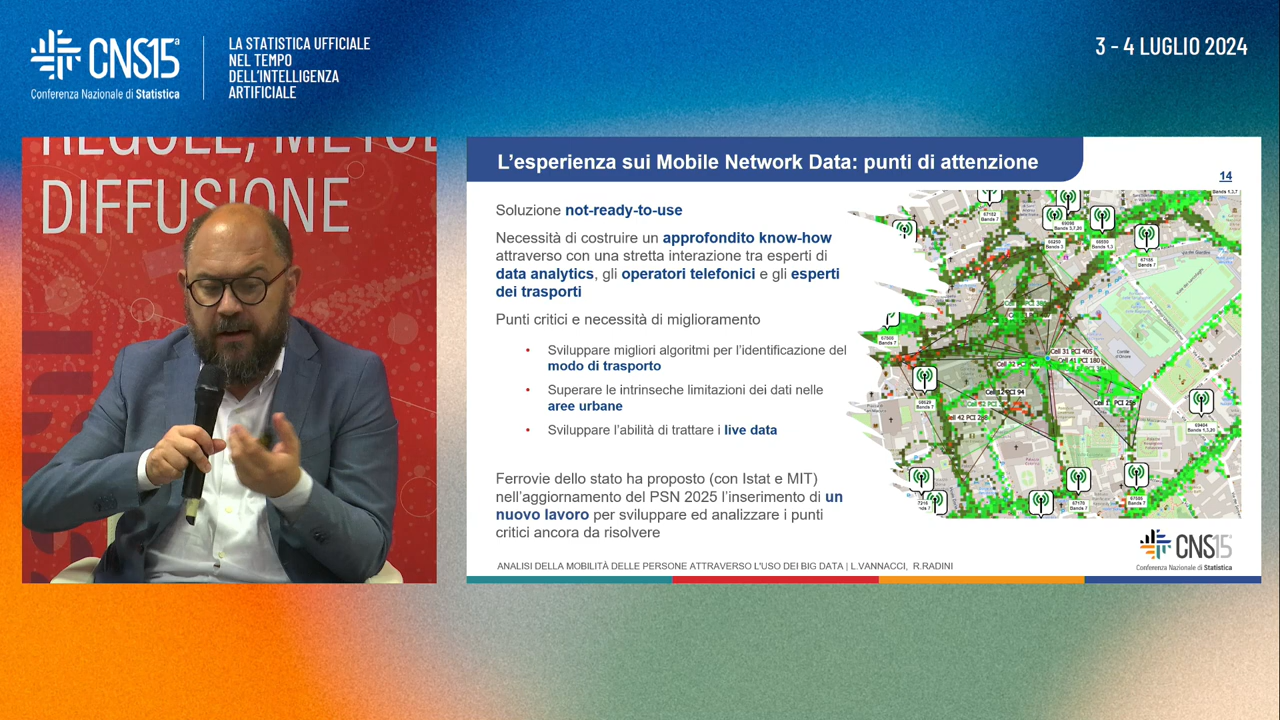 CNS15ª
Conferenza Nazionale di Statistica
LA STATISTICA UFFICIALE
NEL TEMPO
DELL'INTELLIGENZA
ARTIFICIALE
3 - 4 LUGLIO 2024
REGOLE, METODI
DIFFUSIONE
L'esperienza sui Mobile Network Data: punti di attenzione
14
Soluzione not-ready-to-use
Necessità di costruire un approfondito know-how
attraverso con una stretta interazione tra esperti di
data analytics, gli operatori telefonici e gli esperti
dei trasporti
Punti critici e necessità di miglioramento
• Sviluppare migliori algoritmi per l'identificazione del
modo di trasporto
• Superare le intrinseche limitazioni dei dati nelle
aree urbane
• Sviluppare l'abilità di trattare i live data
Ferrovie dello stato ha proposto (con Istat e MIT)
nell'aggiornamento del PSN 2025 l'inserimento di un
nuovo lavoro per sviluppare ed analizzare i punti
critici ancora da risolvere
Cell 31 PCI 405
CNS15
Conferenza Nazionale di Statistica
ANALISI DELLA MOBILITÀ DELLE PERSONE ATTRAVERSO L'USO DEI BIG DATA | L.VANNACCI, R.RADINI